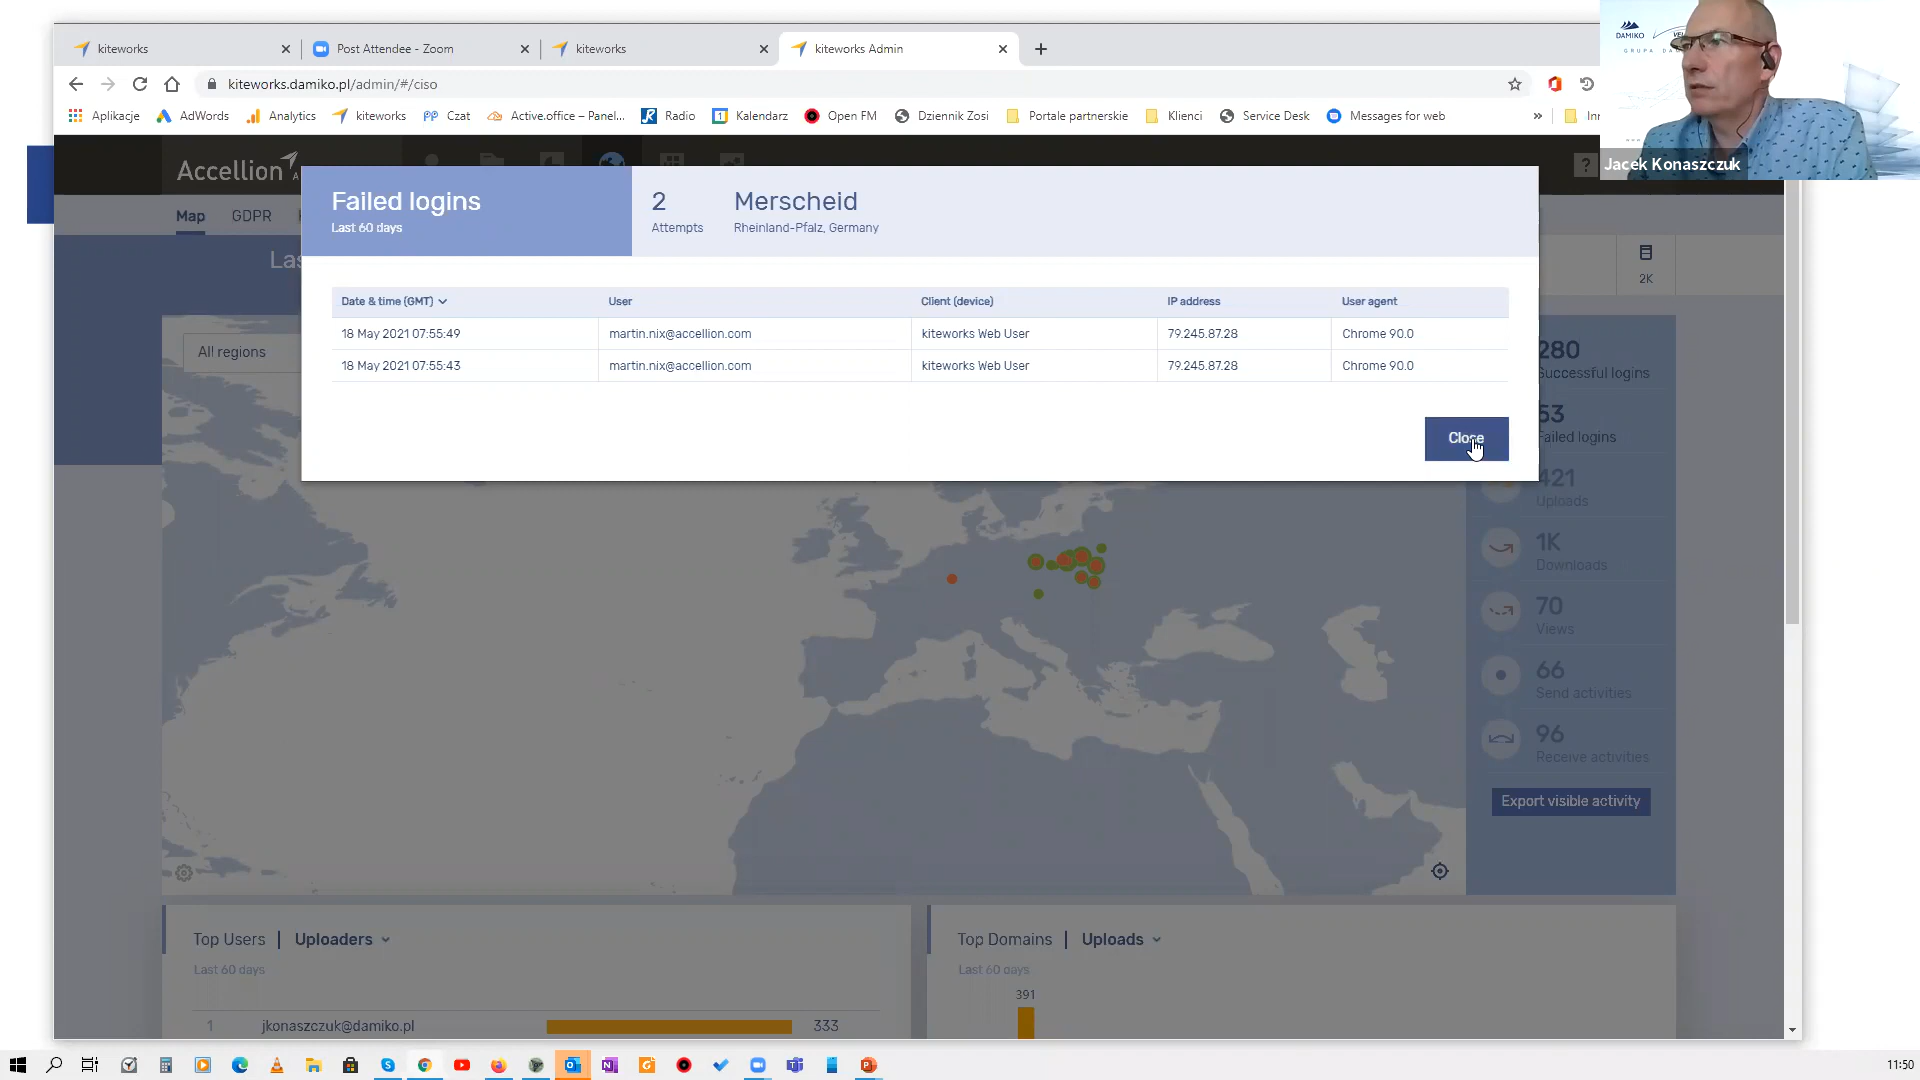 kiteworks
Post Attendee - Zoom
kiteworks
kiteworks Admin
kiteworks.damiko.pl/admin/#/ciso
Aplikacje
AdWords
Analytics
kiteworks
Czat
Active.office – Panel...
Radio
Kalendarz
Open FM
Dziennik Zosi
Portale partnerskie
Klienci
Service Desk
Messages for web
»
DAMIKO
Jacek Konaszczuk
Accellion
?
Map
GDPR
2K
Failed logins
Last 60 days
2
Attempts
Merscheid
Rheinland-Pfalz, Germany
Date & time (GMT)
User
Client (device)
IP address
User agent
18 May 2021 07:55:49
martin.nix@accellion.com
kiteworks Web User
79.245.87.28
Chrome 90.0
18 May 2021 07:55:43
martin.nix@accellion.com
kiteworks Web User
79.245.87.28
Chrome 90.0
Close
All regions
280
Successful logins
53
Failed logins
421
Uploads
1K
Downloads
70
Views
66
Send activities
96
Receive activities
Export visible activity
Top Users | Uploaders
Last 60 days
1
jkonaszczuk@damiko.pl
333
Top Domains | Uploads
Last 60 days
391
11:50